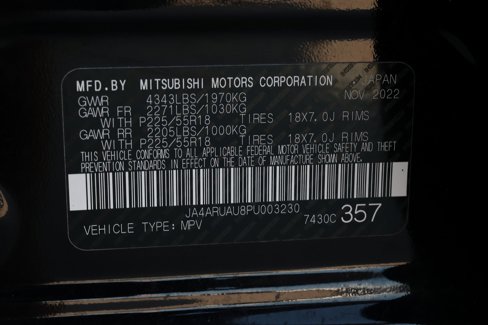 MFD.BY MITSUBISHI MOTORS CORPORATION JAPAN
GVWR 4343LBS/1970KG NOV 2022
GAWR FR 2271LBS/1030KG
WITH P225/55R18 TIRES 18X7.0J RIMS
GAWR RR 2205LBS/1000KG
WITH P225/55R18 TIRES 18X7.0J RIMS
THIS VEHICLE CONFORMS TO ALL APPLICABLE FEDERAL MOTOR VEHICLE SAFETY AND THEFT
PREVENTION STANDARDS IN EFFECT ON THE DATE OF MANUFACTURE SHOWN ABOVE.
JA4ARUAU8PU003230
VEHICLE TYPE: MPV 7430C 357